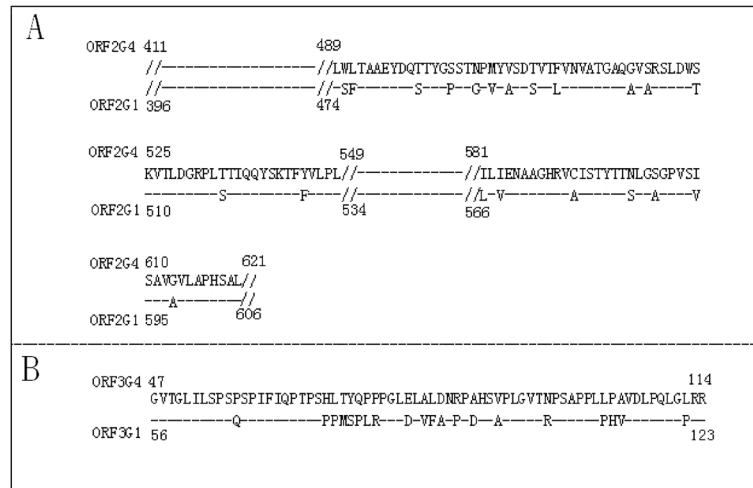 A
ORF2G4 411 489
//-------------------//LWLTAAEYDQTTYGSSTNPMYVSDTVTFVNVATGAQGVSRSLDWS
//-------------------//-SF-------S---P--G-V-A--S--L--------A-A-----T
ORF2G1 396 474
ORF2G4 525 549 581
KVTLDGRPLTTIQQYSKTFYVLPL//--------------//ILIENAAGHRVCISTYTTNLGSGPVSI
---------S---------F----//--------------//L-V--------A------S--A----V
ORF2G1 510 534 566
ORF2G4 610 621
SAVGVLAPHSAL//
---A--------//
ORF2G1 595 606
B
ORF3G4 47 114
GVTGLILSPSPSPIFIQPTPSHLTYQPPPGLELALDNRPAHSVPLGVTNPSAPPLLPAVDLPQLGLRR
----------Q----------PPMSPLR---D-VFA-P-D--A-----R------PHV-------P--
ORF3G1 56 123